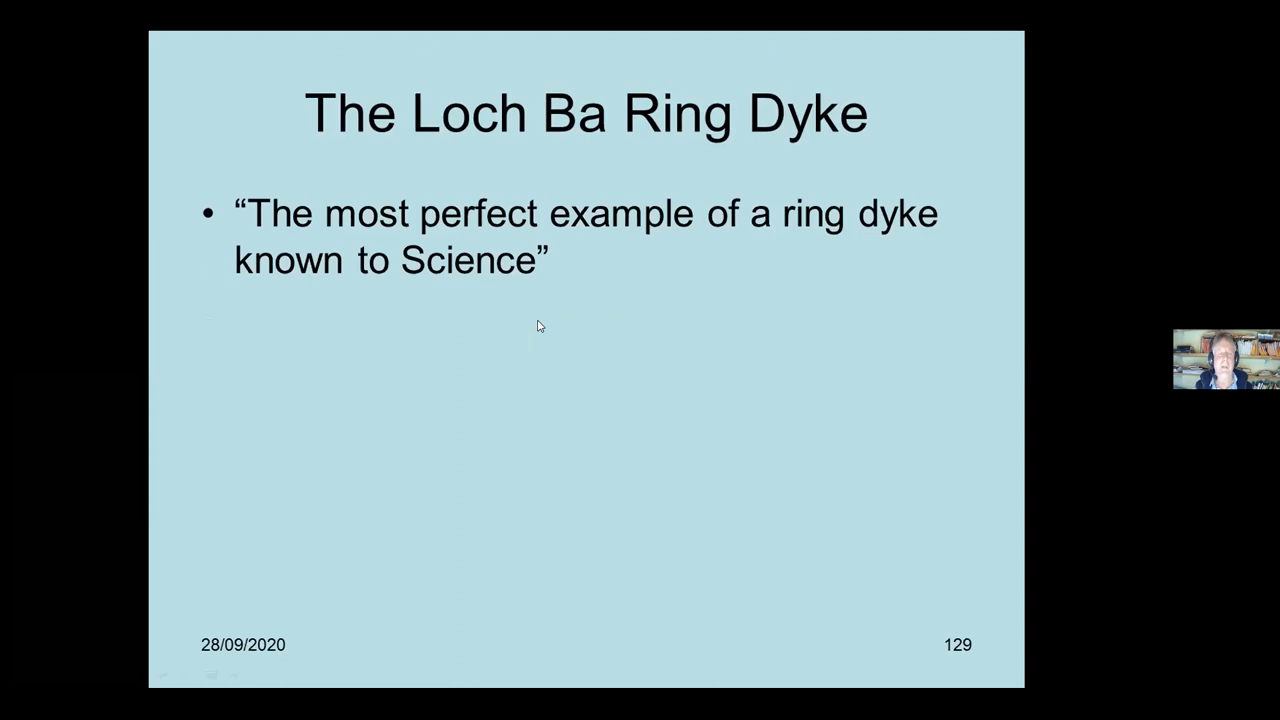 The Loch Ba Ring Dyke
• “The most perfect example of a ring dyke
known to Science”
28/09/2020
129